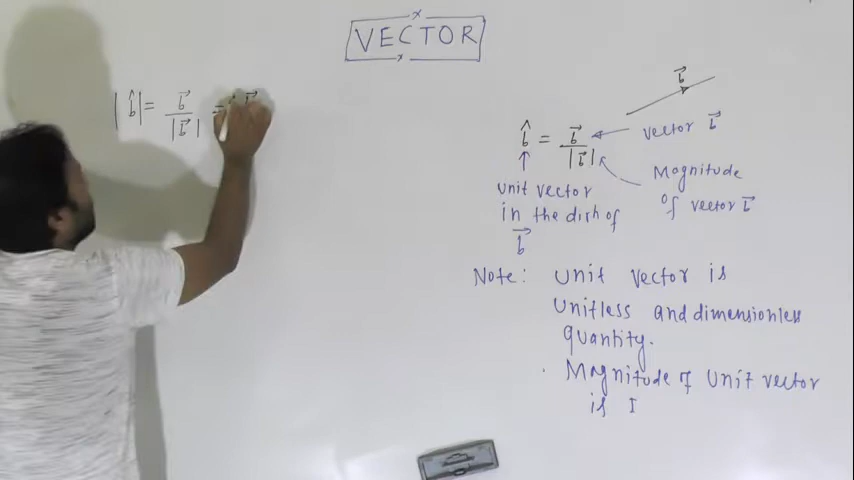 VECTOR
|b̂| = b⃗ / |b⃗| =
b⃗
b̂ = b⃗ / |b⃗|
vector b⃗
Magnitude
of vector b⃗
unit vector
in the dirh of
b⃗
Note: Unit vector is
Unitless and dimensionless
quantity.
· Magnitude of Unit vector
is 1